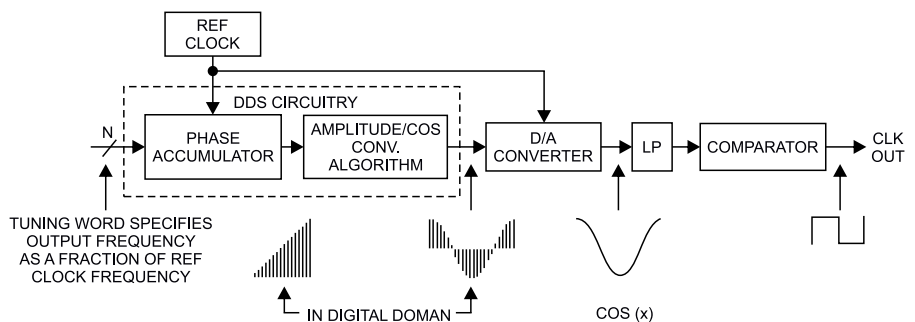 REF
CLOCK
DDS CIRCUITRY
N
PHASE
ACCUMULATOR
AMPLITUDE/COS
CONV.
ALGORITHM
D/A
CONVERTER
LP
COMPARATOR
CLK
OUT
TUNING WORD SPECIFIES
OUTPUT FREQUENCY
AS A FRACTION OF REF
CLOCK FREQUENCY
IN DIGITAL DOMAN
COS (x)